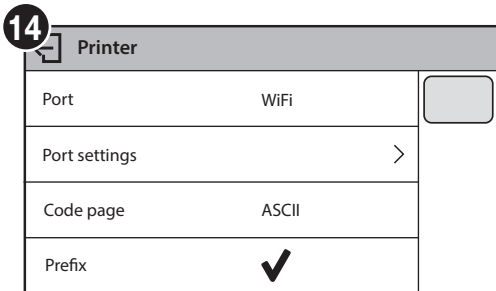 14
Printer
Port WiFi
Port settings
Code page ASCII
Prefix